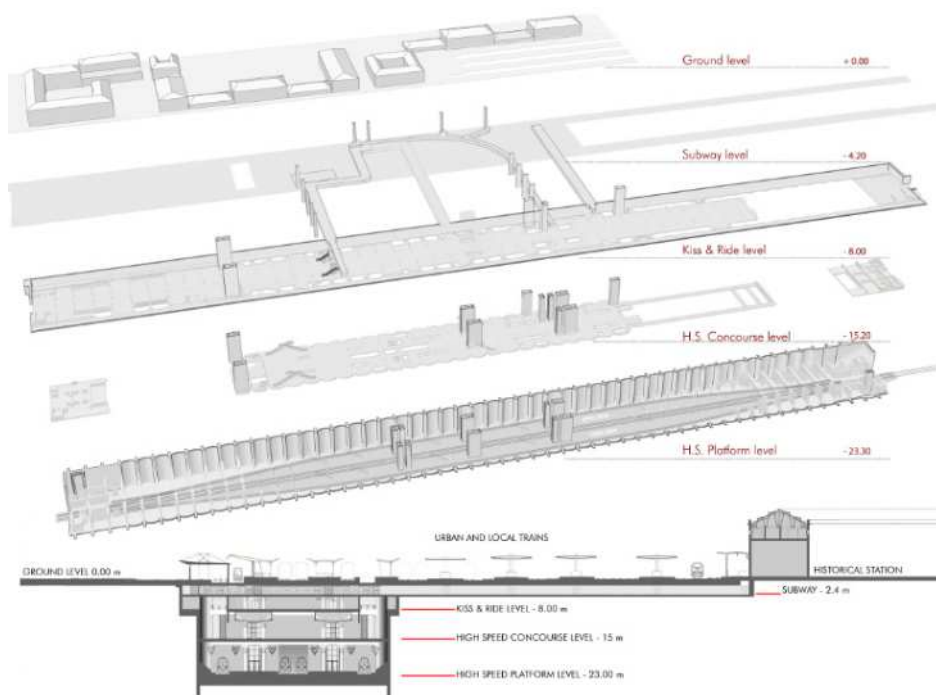 Ground level + 0.00
Subway level - 4.20
Kiss & Ride level - 8.00
H.S. Concourse level - 15.20
H.S. Platform level - 23.30
URBAN AND LOCAL TRAINS
GROUND LEVEL 0.00 m
HISTORICAL STATION
SUBWAY - 2.4 m
KISS & RIDE LEVEL - 8.00 m
HIGH SPEED CONCOURSE LEVEL - 15 m
HIGH SPEED PLATFORM LEVEL - 23.00 m